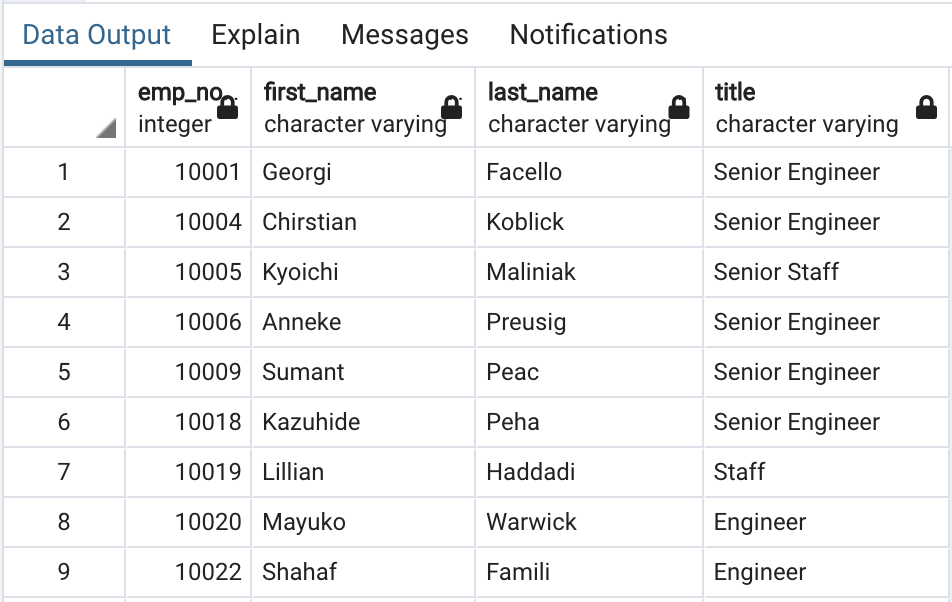 Data Output Explain Messages Notifications
emp_no first_name last_name title
integer character varying character varying character varying
1 10001 Georgi Facello Senior Engineer
2 10004 Chirstian Koblick Senior Engineer
3 10005 Kyoichi Maliniak Senior Staff
4 10006 Anneke Preusig Senior Engineer
5 10009 Sumant Peac Senior Engineer
6 10018 Kazuhide Peha Senior Engineer
7 10019 Lillian Haddadi Staff
8 10020 Mayuko Warwick Engineer
9 10022 Shahaf Famili Engineer